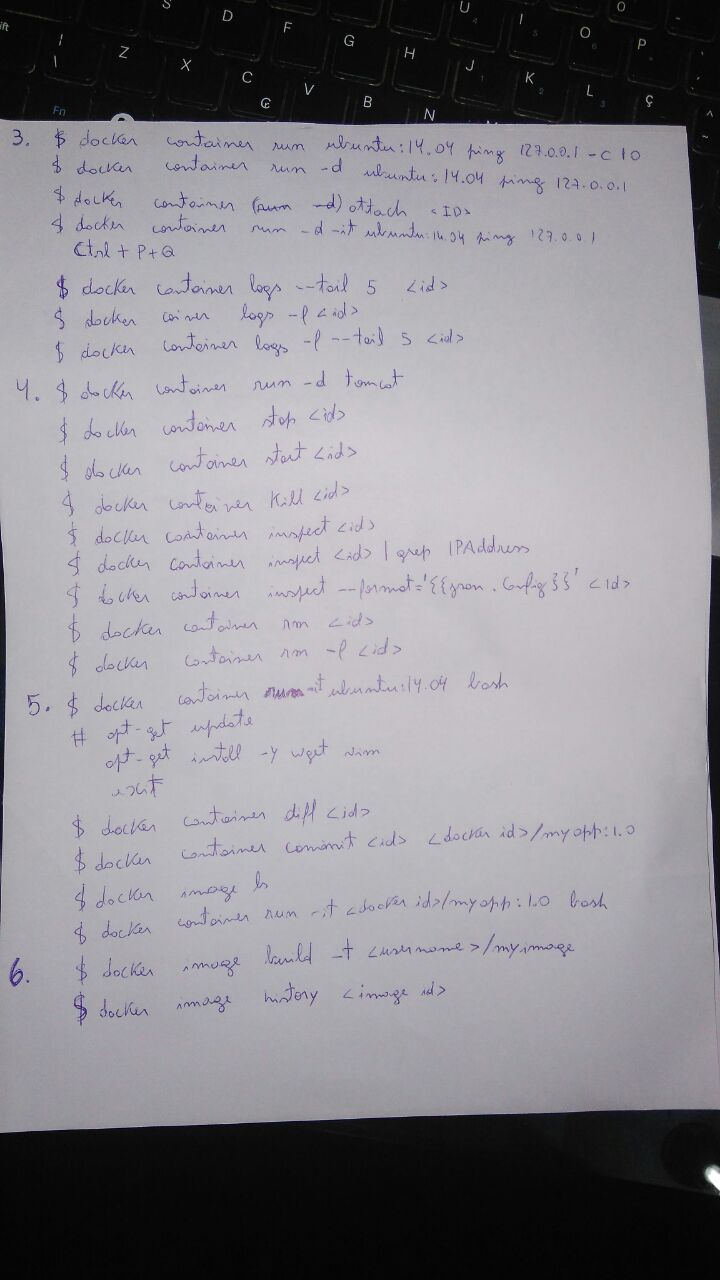 S D F G H J K L Ç
U I O P
Z X C V B N
Fn
3. $ docker container run ubuntu:14.04 ping 127.0.0.1 -c 10
$ docker container run -d ubuntu:14.04 ping 127.0.0.1
$ docker container (run -d) attach <ID>
$ docker container run -d -it ubuntu:14.04 ping 127.0.0.1
Ctrl + P+Q
$ docker container logs --tail 5 <id>
$ docker coiner logs -f <id>
$ docker container logs -f --tail 5 <id>
4. $ docker container run -d tomcat
$ docker container stop <id>
$ docker container start <id>
$ docker container Kill <id>
$ docker container inspect <id>
$ docker container inspect <id> | grep IPAddress
$ docker container inspect --format='{{json .Config}}' <id>
$ docker container rm <id>
$ docker container rm -f <id>
5. $ docker container run -it ubuntu:14.04 bash
# apt-get update
apt-get install -y wget vim
exit
$ docker container diff <id>
$ docker container commit <id> <docker id>/myapp:1.0
$ docker image ls
$ docker container run -it <docker id>/myapp:1.0 bash
6. $ docker image build -t <username>/myimage
$ docker image history <image id>